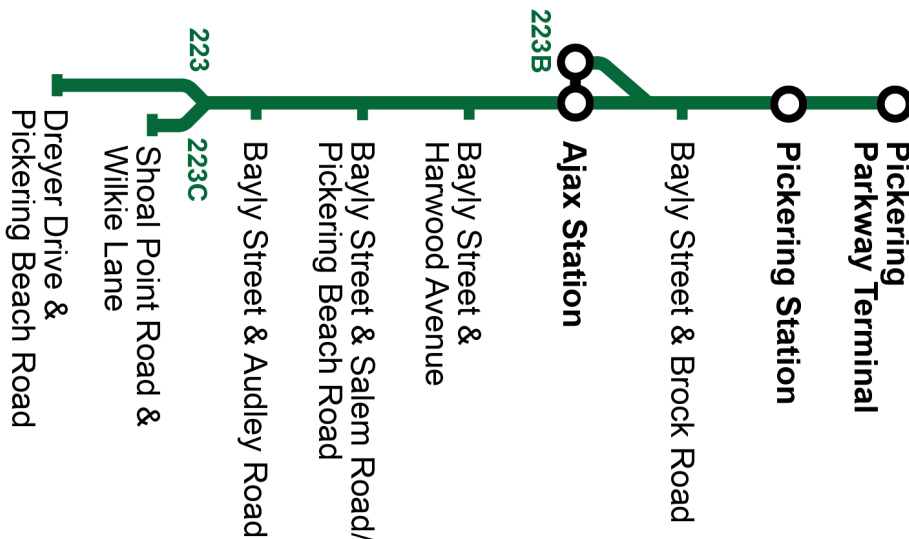 Pickering
Parkway Terminal
Pickering Station
Bayly Street & Brock Road
223B
Ajax Station
Bayly Street &
Harwood Avenue
Bayly Street & Salem Road/
Pickering Beach Road
Bayly Street & Audley Road
223
223C
Shoal Point Road &
Wilkie Lane
Dreyer Drive &
Pickering Beach Road